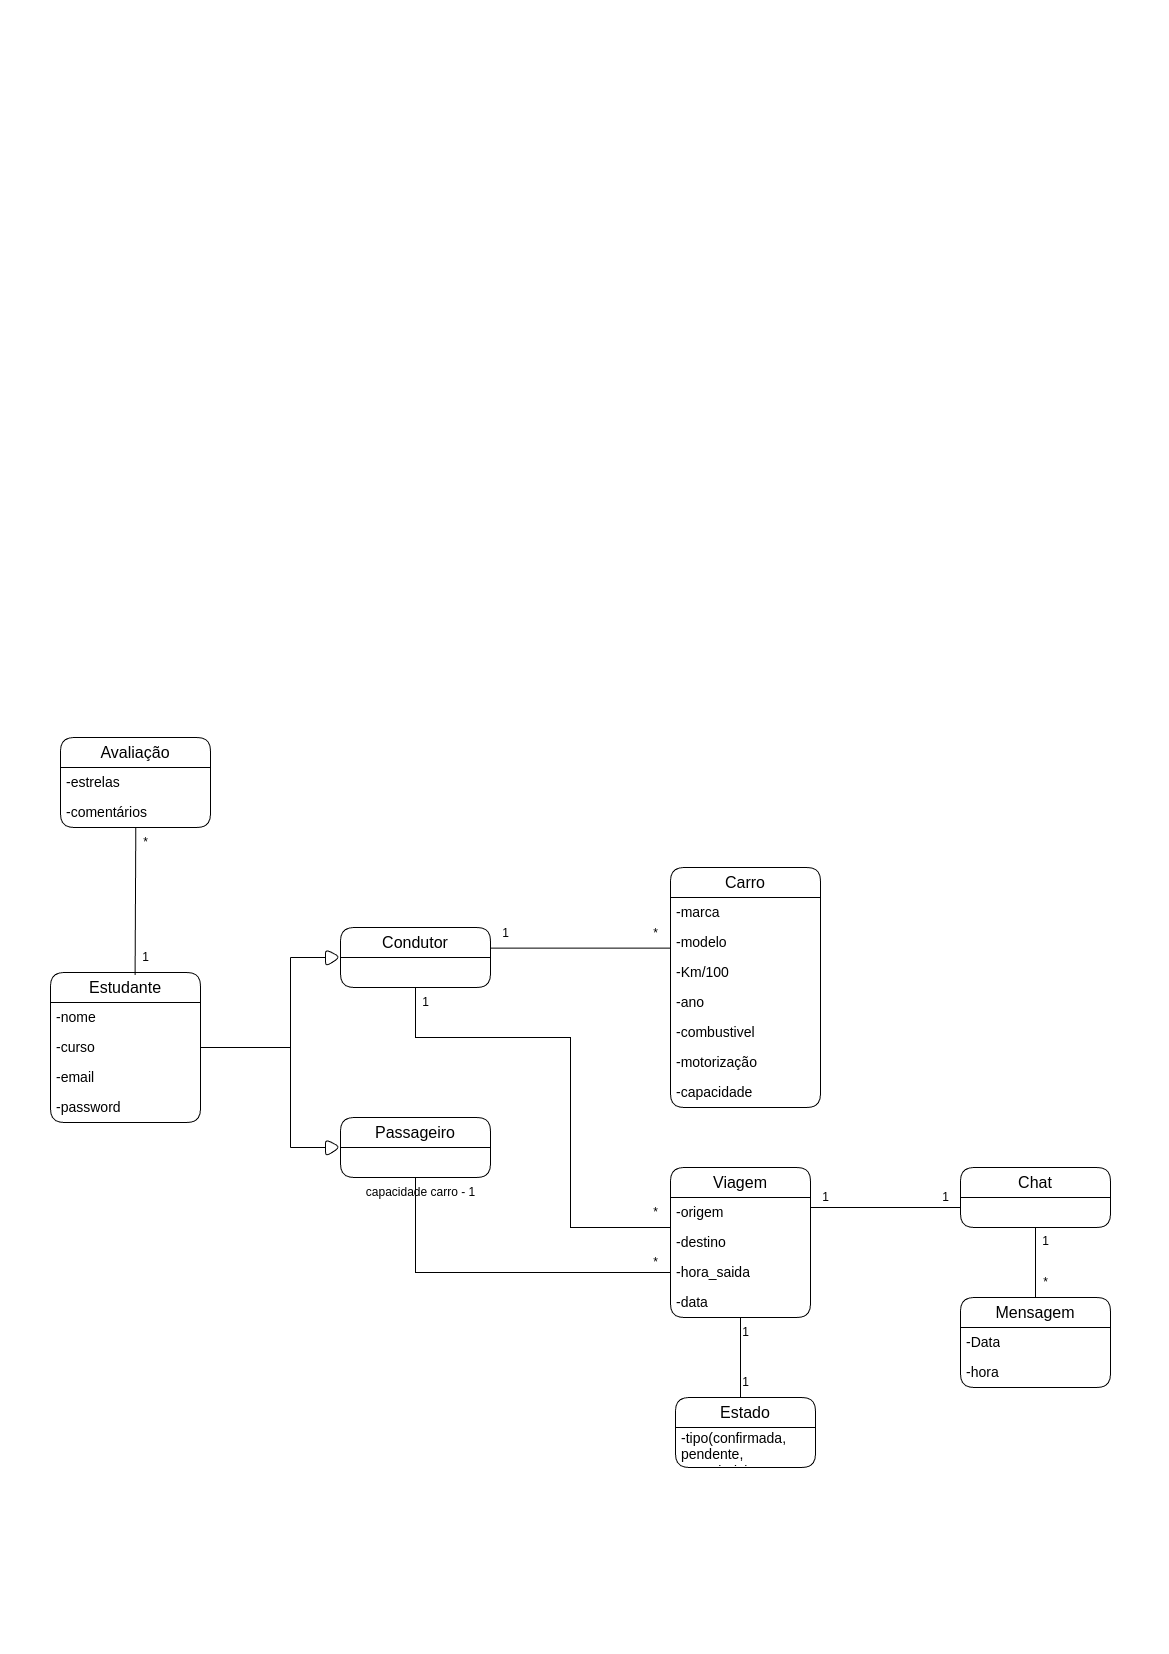 Avaliação
-estrelas
-comentários
*
1
Estudante
-nome
-curso
-email
-password
Condutor
1
*
1
Carro
-marca
-modelo
-Km/100
-ano
-combustivel
-motorização
-capacidade
Passageiro
capacidade carro - 1
*
*
Viagem
-origem
-destino
-hora_saida
-data
1
1
Chat
1
*
Mensagem
-Data
-hora
1
1
Estado
-tipo(confirmada,
pendente,